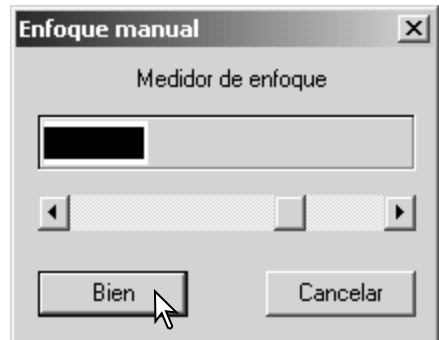 Enfoque manual
Medidor de enfoque
Bien
Cancelar